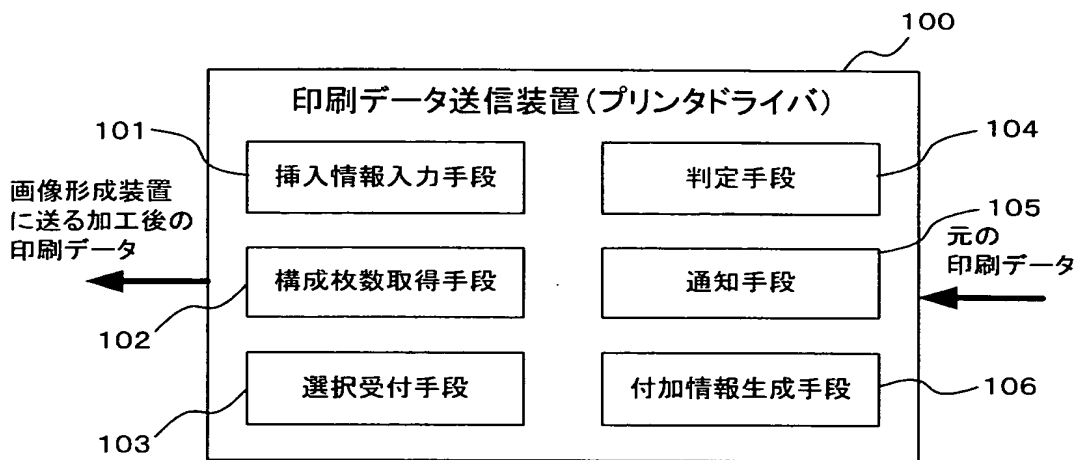 100
印刷データ送信装置(プリンタドライバ)
101
挿入情報入力手段
判定手段
104
画像形成装置
に送る加工後の
印刷データ
105
元の
印刷データ
構成枚数取得手段
通知手段
102
選択受付手段
付加情報生成手段
106
103